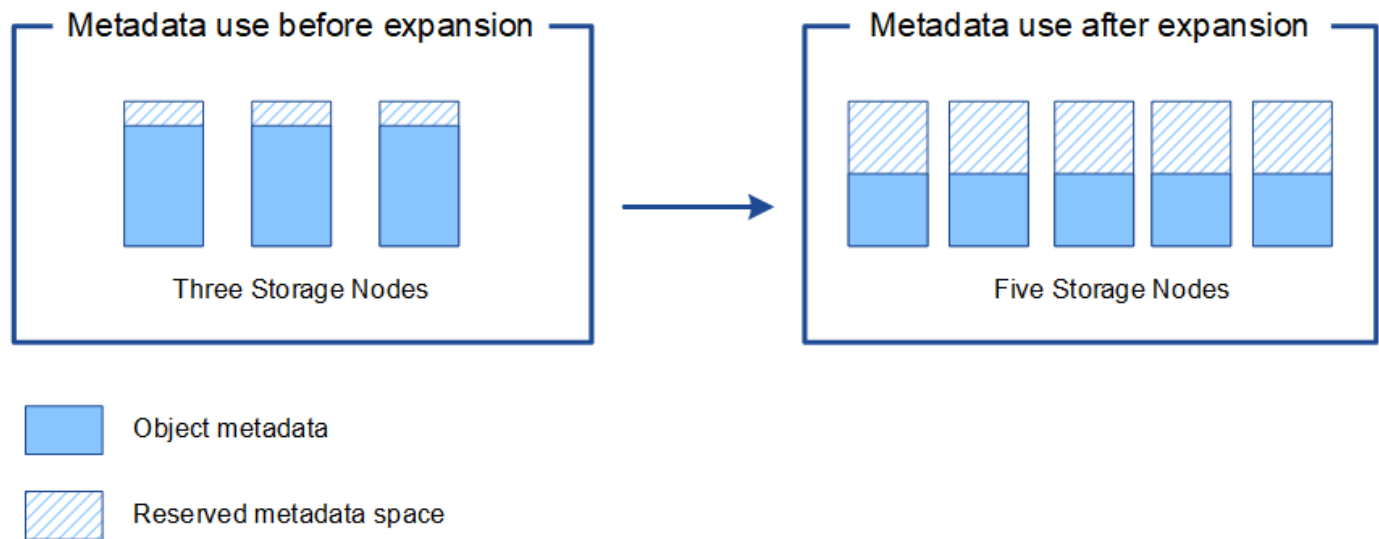 Metadata use before expansion
Metadata use after expansion
Three Storage Nodes
Five Storage Nodes
Object metadata
Reserved metadata space